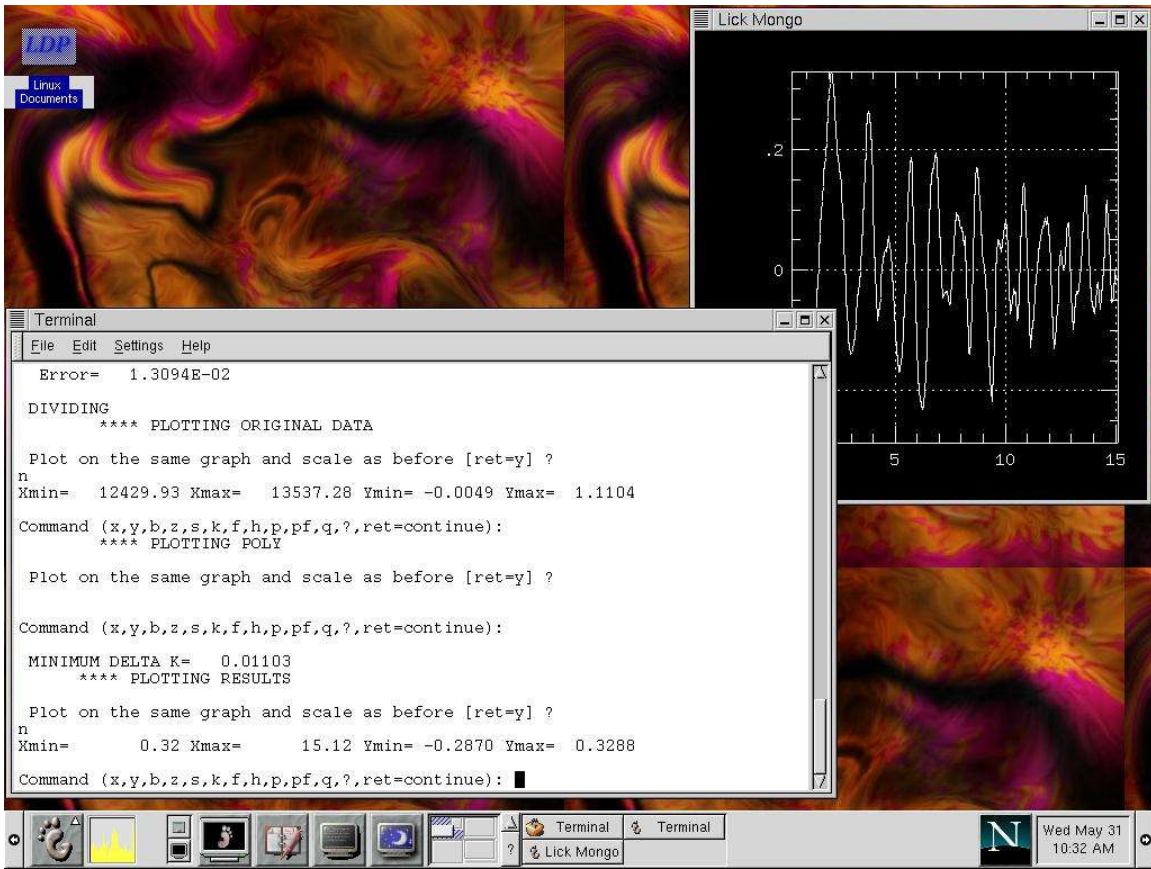 LDP
Linux
Documents
Lick Mongo
.2
0
5 10 15
Terminal
File Edit Settings Help
Error= 1.3094E-02
DIVIDING
**** PLOTTING ORIGINAL DATA
Plot on the same graph and scale as before [ret=y] ?
n
Xmin= 12429.93 Xmax= 13537.28 Ymin= -0.0049 Ymax= 1.1104
Command (x,y,b,z,s,k,f,h,p,pf,q,?,ret=continue):
**** PLOTTING POLY
Plot on the same graph and scale as before [ret=y] ?
Command (x,y,b,z,s,k,f,h,p,pf,q,?,ret=continue):
MINIMUM DELTA K= 0.01103
**** PLOTTING RESULTS
Plot on the same graph and scale as before [ret=y] ?
n
Xmin= 0.32 Xmax= 15.12 Ymin= -0.2870 Ymax= 0.3288
Command (x,y,b,z,s,k,f,h,p,pf,q,?,ret=continue):
? Terminal Terminal
Lick Mongo
N
Wed May 31
10:32 AM